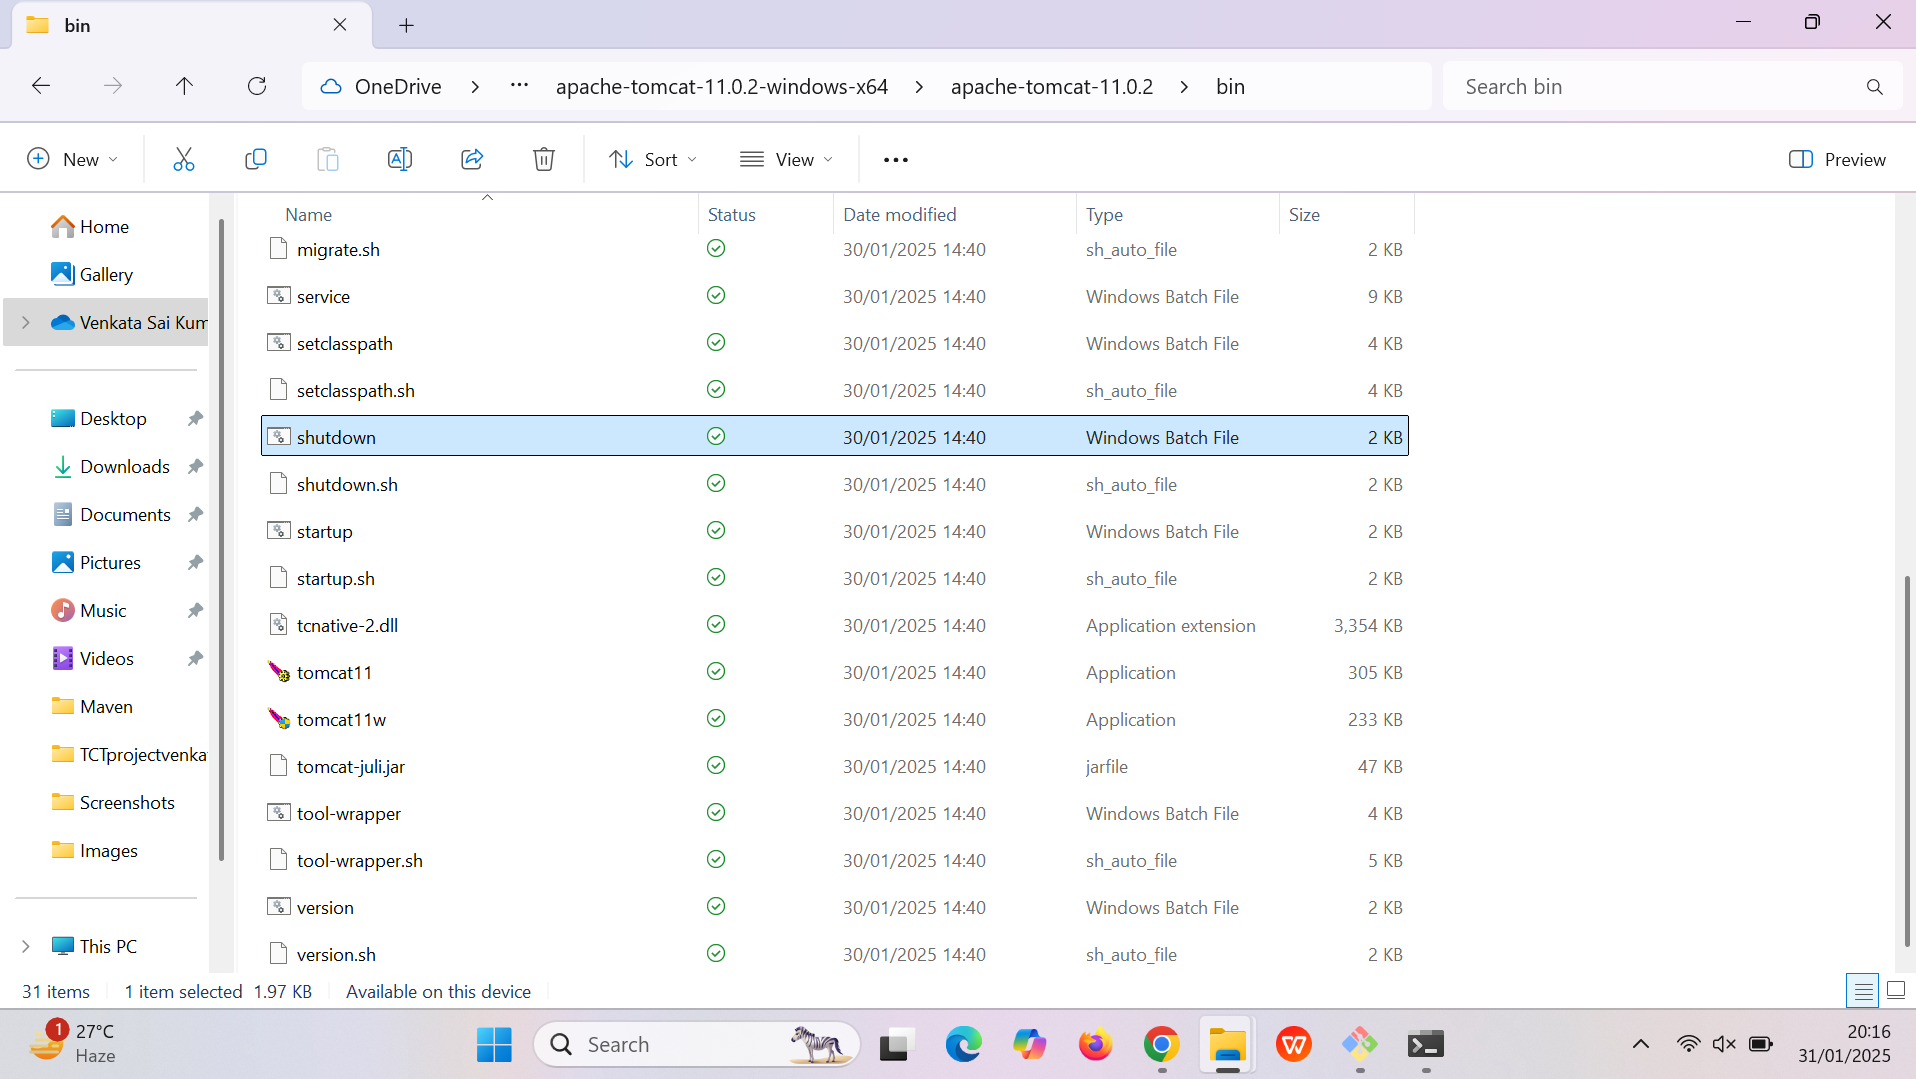 bin
OneDrive > ... apache-tomcat-11.0.2-windows-x64 > apache-tomcat-11.0.2 > bin
Search bin
New
Sort
View
Preview
Name Status Date modified Type Size
Home
Gallery
Venkata Sai Kum
Desktop
Downloads
Documents
Pictures
Music
Videos
Maven
TCTprojectvenka
Screenshots
Images
This PC
migrate.sh 30/01/2025 14:40 sh_auto_file 2 KB
service 30/01/2025 14:40 Windows Batch File 9 KB
setclasspath 30/01/2025 14:40 Windows Batch File 4 KB
setclasspath.sh 30/01/2025 14:40 sh_auto_file 4 KB
shutdown 30/01/2025 14:40 Windows Batch File 2 KB
shutdown.sh 30/01/2025 14:40 sh_auto_file 2 KB
startup 30/01/2025 14:40 Windows Batch File 2 KB
startup.sh 30/01/2025 14:40 sh_auto_file 2 KB
tcnative-2.dll 30/01/2025 14:40 Application extension 3,354 KB
tomcat11 30/01/2025 14:40 Application 305 KB
tomcat11w 30/01/2025 14:40 Application 233 KB
tomcat-juli.jar 30/01/2025 14:40 jarfile 47 KB
tool-wrapper 30/01/2025 14:40 Windows Batch File 4 KB
tool-wrapper.sh 30/01/2025 14:40 sh_auto_file 5 KB
version 30/01/2025 14:40 Windows Batch File 2 KB
version.sh 30/01/2025 14:40 sh_auto_file 2 KB
31 items 1 item selected 1.97 KB Available on this device
1
27°C
Haze
Search
20:16
31/01/2025